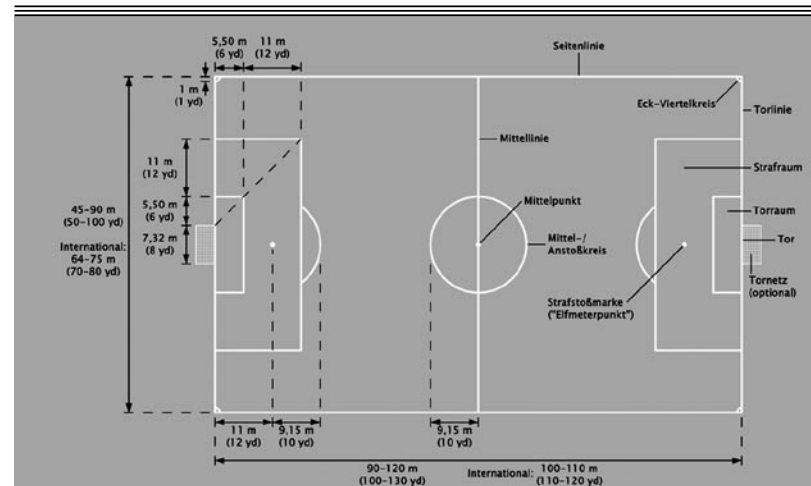 5,50 m
(6 yd)
11 m
(12 yd)
Seitenlinie
1 m
(1 yd)
Eck-Viertelkreis
Torlinie
Mittellinie
11 m
(12 yd)
Strafraum
45–90 m
(50–100 yd)
International:
64–75 m
(70–80 yd)
5,50 m
(6 yd)
Mittelpunkt
Torraum
7,32 m
(8 yd)
Mittel-/
Anstoßkreis
Tor
Tornetz
(optional)
Strafstoßmarke
("Elfmeterpunkt")
11 m
(12 yd)
9,15 m
(10 yd)
9,15 m
(10 yd)
90–120 m
(100–130 yd)
International:
100–110 m
(110–120 yd)